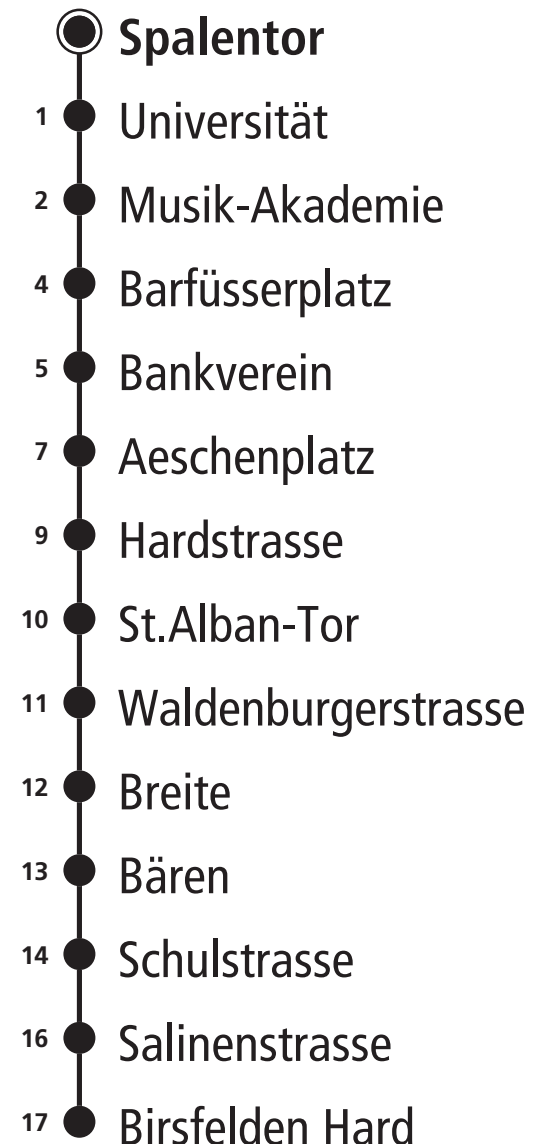 Spalentor
1 Universität
2 Musik-Akademie
4 Barfüsserplatz
5 Bankverein
7 Aeschenplatz
9 Hardstrasse
10 St.Alban-Tor
11 Waldenburgerstrasse
12 Breite
13 Bären
14 Schulstrasse
16 Salinenstrasse
17 Birsfelden Hard